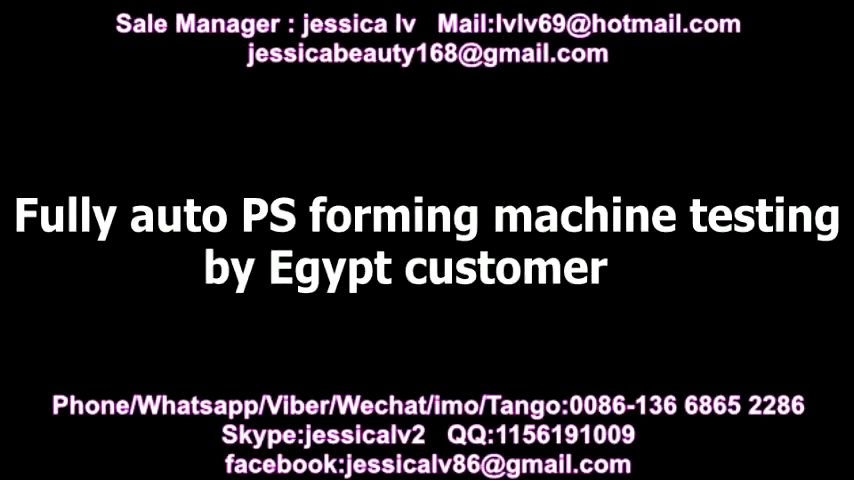 Sale Manager : jessica lv Mail:lvlv69@hotmail.com
jessicabeauty168@gmail.com
Fully auto PS forming machine testing
by Egypt customer
Phone/Whatsapp/Viber/Wechat/imo/Tango:0086-136 6865 2286
Skype:jessicalv2 QQ:1156191009
facebook:jessicalv86@gmail.com